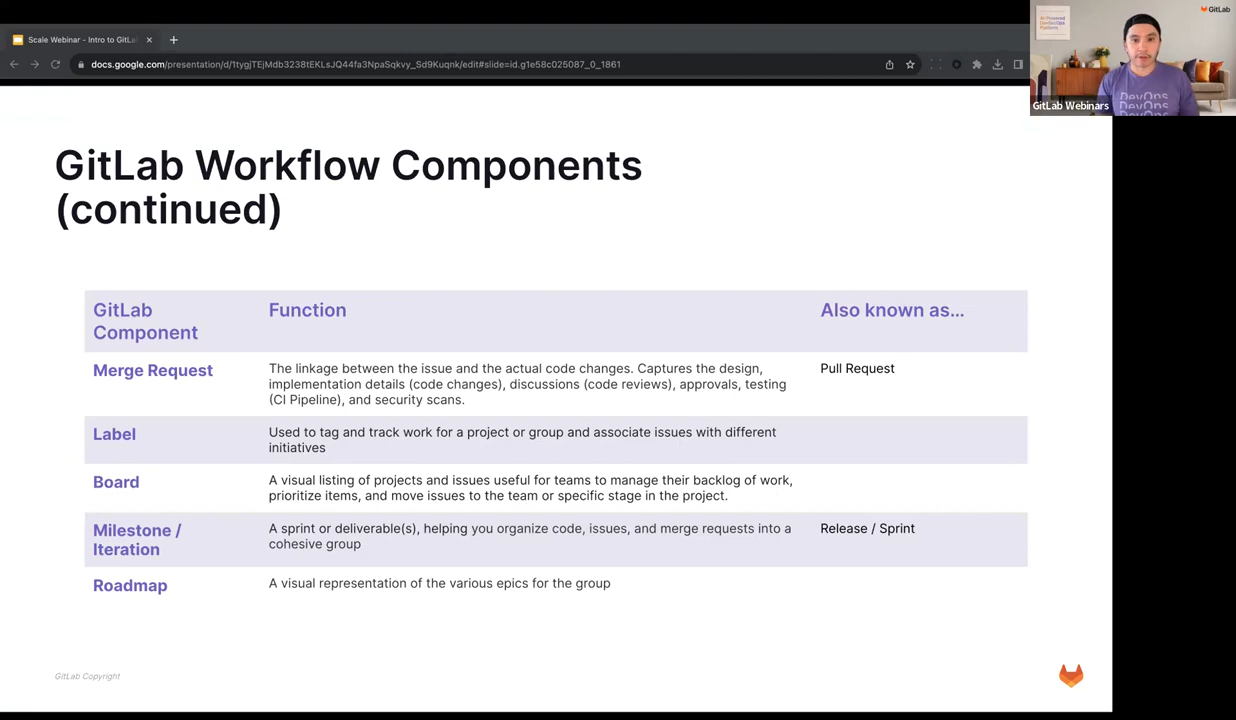 Scale Webinar - Intro to GitLa
docs.google.com/presentation/d/1tygjTEjMdb3238tEKLsJQ44fa3NpaSqkvy_Sd9Kuqnk/edit#slide=id.g1e58c025087_0_1861
GitLab
AI-Powered
DevSecOps
Platform
DevOps
DevOps
DevOps
GitLab Webinars
GitLab Workflow Components
(continued)
GitLab
Component
Function
Also known as...
Merge Request
The linkage between the issue and the actual code changes. Captures the design,
implementation details (code changes), discussions (code reviews), approvals, testing
(CI Pipeline), and security scans.
Pull Request
Label
Used to tag and track work for a project or group and associate issues with different
initiatives
Board
A visual listing of projects and issues useful for teams to manage their backlog of work,
prioritize items, and move issues to the team or specific stage in the project.
Milestone /
Iteration
A sprint or deliverable(s), helping you organize code, issues, and merge requests into a
cohesive group
Release / Sprint
Roadmap
A visual representation of the various epics for the group
GitLab Copyright